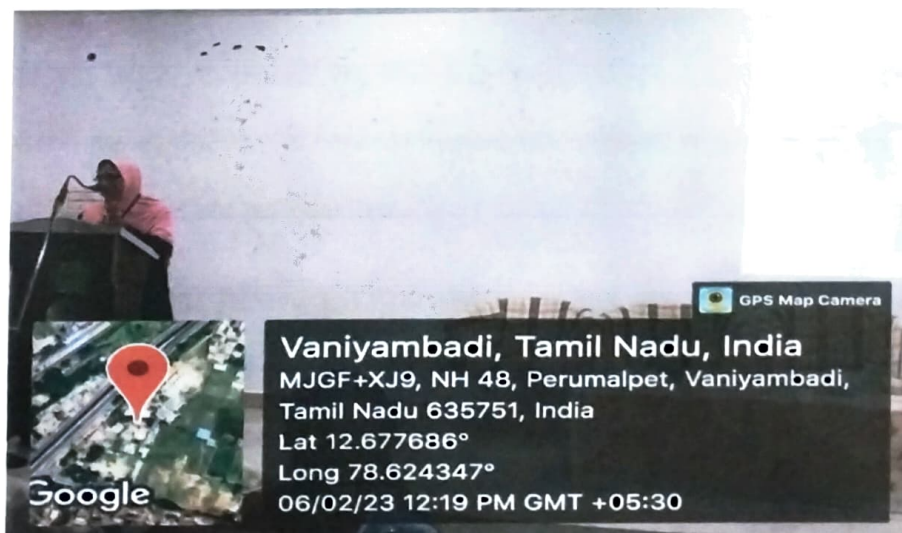 GPS Map Camera
Vaniyambadi, Tamil Nadu, India
MJGF+XJ9, NH 48, Perumalpet, Vaniyambadi,
Tamil Nadu 635751, India
Lat 12.677686°
Long 78.624347°
06/02/23 12:19 PM GMT +05:30
Google